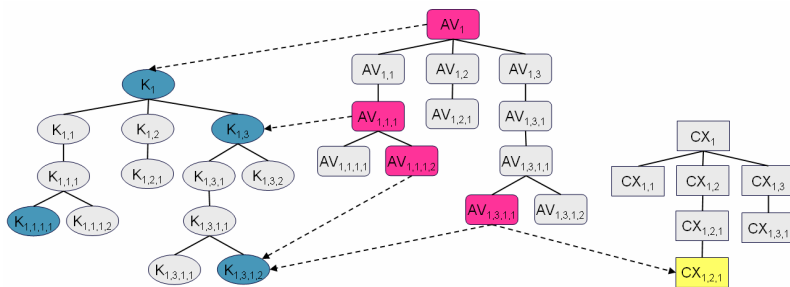 AV1
AV1,1 AV1,2 AV1,3
K1
AV1,1,1 AV1,2,1 AV1,3,1
K1,1 K1,2 K1,3
CX1
AV1,1,1,1 AV1,1,1,2 AV1,3,1,1
K1,1,1 K1,2,1 K1,3,1 K1,3,2
CX1,1 CX1,2 CX1,3
AV1,3,1,1 AV1,3,1,2
K1,1,1,1 K1,1,1,2 K1,3,1,1
CX1,2,1 CX1,3,1
K1,3,1,1 K1,3,1,2
CX1,2,1